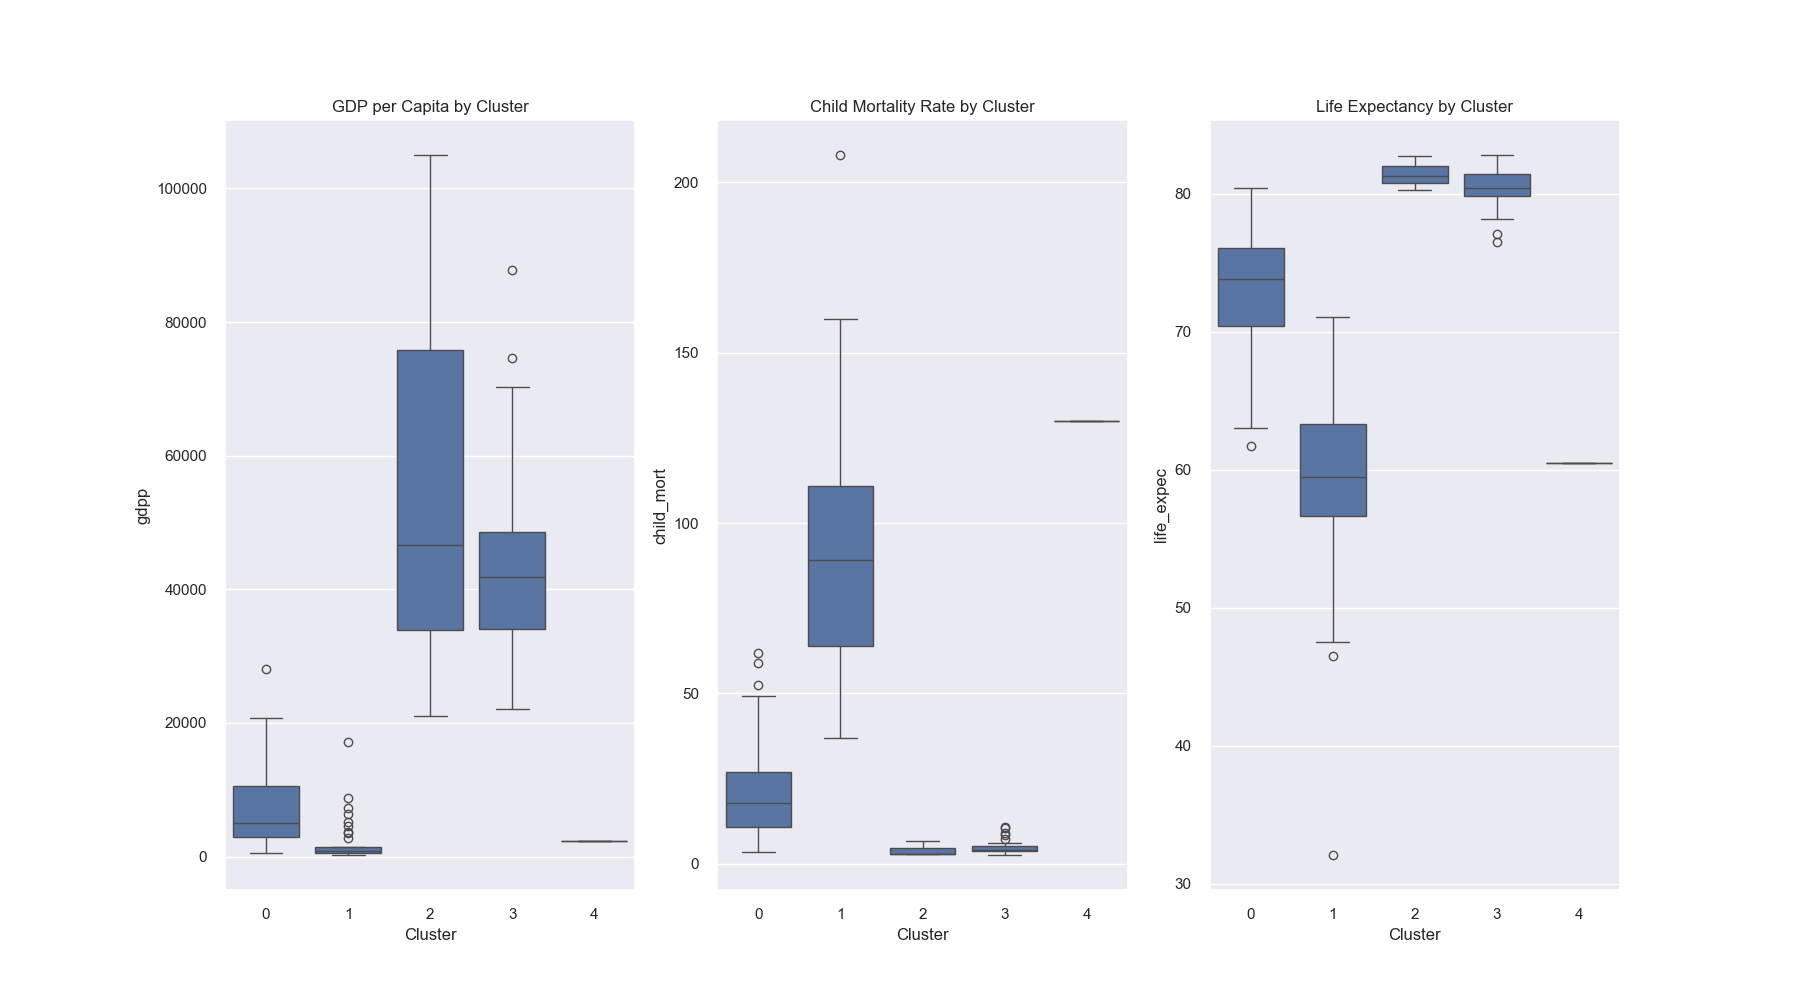 GDP per Capita by Cluster
gdpp
100000
80000
60000
40000
20000
0
0 1 2 3 4
Cluster
Child Mortality Rate by Cluster
child_mort
200
150
100
50
0
0 1 2 3 4
Cluster
Life Expectancy by Cluster
life_expec
80
70
60
50
40
30
0 1 2 3 4
Cluster